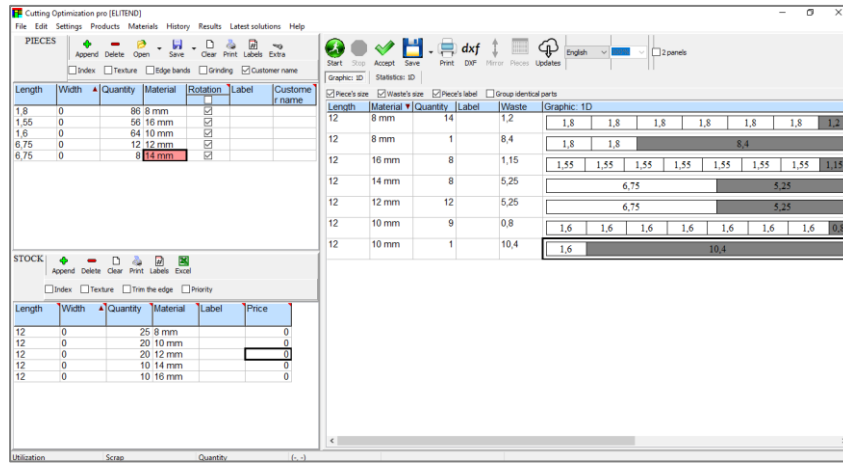 Cutting Optimization pro [ELITEND]
File Edit Settings Products Materials History Results Latest solutions Help
PIECES
Append Delete Open Save Clear Print Labels Extra
Index Texture Edge bands Grinding Customer name
Length Width Quantity Material Rotation Label Customer name
1,8 0 86 8 mm
1,55 0 56 16 mm
1,6 0 64 10 mm
6,75 0 12 12 mm
6,75 0 8 14 mm
STOCK
Append Delete Clear Print Labels Excel
Index Texture Trim the edge Priority
Length Width Quantity Material Label Price
12 0 25 8 mm 0
12 0 20 10 mm 0
12 0 20 12 mm 0
12 0 10 14 mm 0
12 0 10 16 mm 0
Utilization Scrap Quantity (-, -)
Start Stop Accept Save Print DXF Mirror Pieces Updates English 2 panels
dxf
Graphic: 1D Statistics: 1D
Piece's size Waste's size Piece's label Group identical parts
Length Material Quantity Label Waste Graphic: 1D
12 8 mm 14 1,2 1,8 1,8 1,8 1,8 1,8 1,8 1,2
12 8 mm 1 8,4 1,8 1,8 8,4
12 16 mm 8 1,15 1,55 1,55 1,55 1,55 1,55 1,55 1,55 1,15
12 14 mm 8 5,25 6,75 5,25
12 12 mm 12 5,25 6,75 5,25
12 10 mm 9 0,8 1,6 1,6 1,6 1,6 1,6 1,6 1,6 0,8
12 10 mm 1 10,4 1,6 10,4